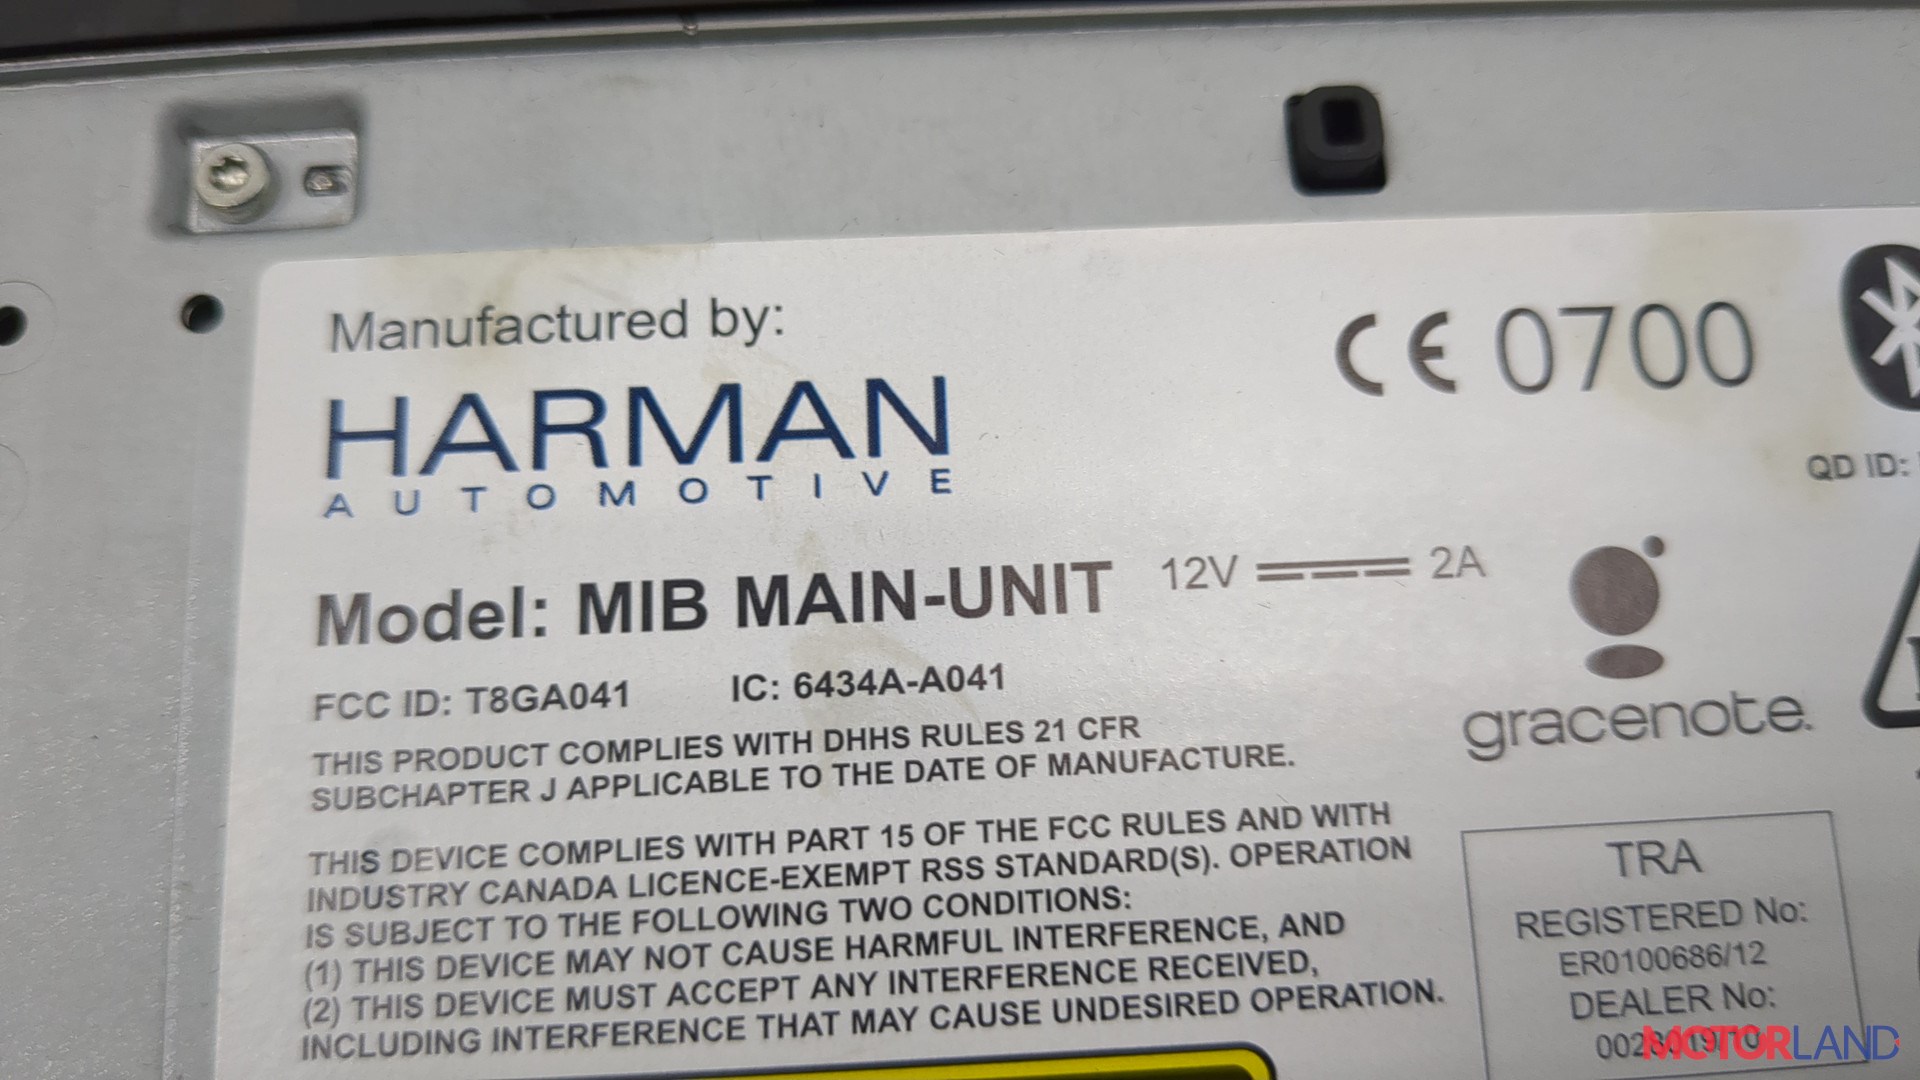 Manufactured by:
HARMAN
AUTOMOTIVE
CE 0700
QD ID:
Model: MIB MAIN-UNIT 12V 2A
gracenote.
FCC ID: T8GA041 IC: 6434A-A041
THIS PRODUCT COMPLIES WITH DHHS RULES 21 CFR
SUBCHAPTER J APPLICABLE TO THE DATE OF MANUFACTURE.
THIS DEVICE COMPLIES WITH PART 15 OF THE FCC RULES AND WITH
INDUSTRY CANADA LICENCE-EXEMPT RSS STANDARD(S). OPERATION
IS SUBJECT TO THE FOLLOWING TWO CONDITIONS:
(1) THIS DEVICE MAY NOT CAUSE HARMFUL INTERFERENCE, AND
(2) THIS DEVICE MUST ACCEPT ANY INTERFERENCE RECEIVED,
INCLUDING INTERFERENCE THAT MAY CAUSE UNDESIRED OPERATION.
TRA
REGISTERED No:
ER0100686/12
DEALER No:
MOTORLAND